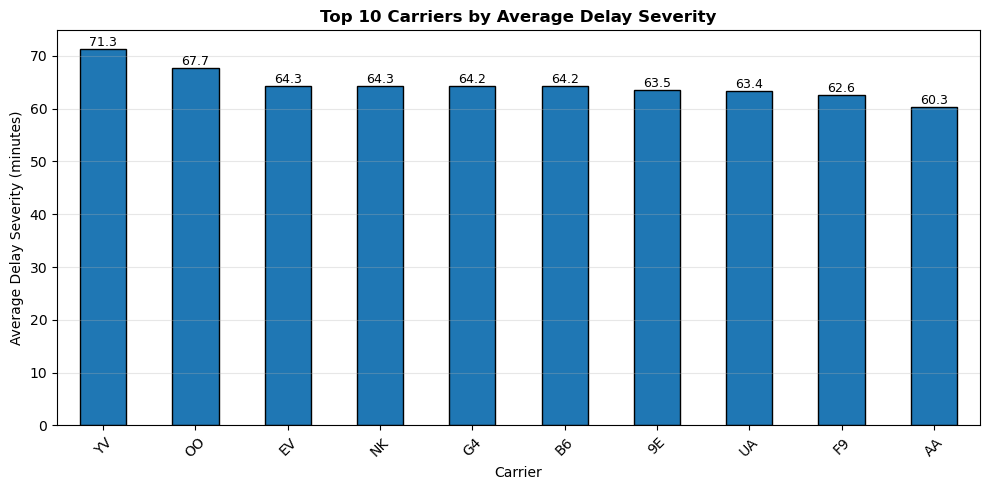 Top 10 Carriers by Average Delay Severity
Average Delay Severity (minutes)
70
60
50
40
30
20
10
0
71.3
67.7
64.3
64.3
64.2
64.2
63.5
63.4
62.6
60.3
YV
OO
EV
NK
G4
B6
9E
UA
F9
AA
Carrier